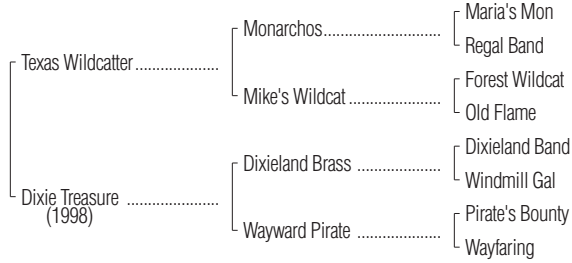 Maria's Mon
Monarchos
Regal Band
Texas Wildcatter
Forest Wildcat
Mike's Wildcat
Old Flame
Dixieland Band
Dixieland Brass
Windmill Gal
Dixie Treasure
(1998)
Pirate's Bounty
Wayward Pirate
Wayfaring